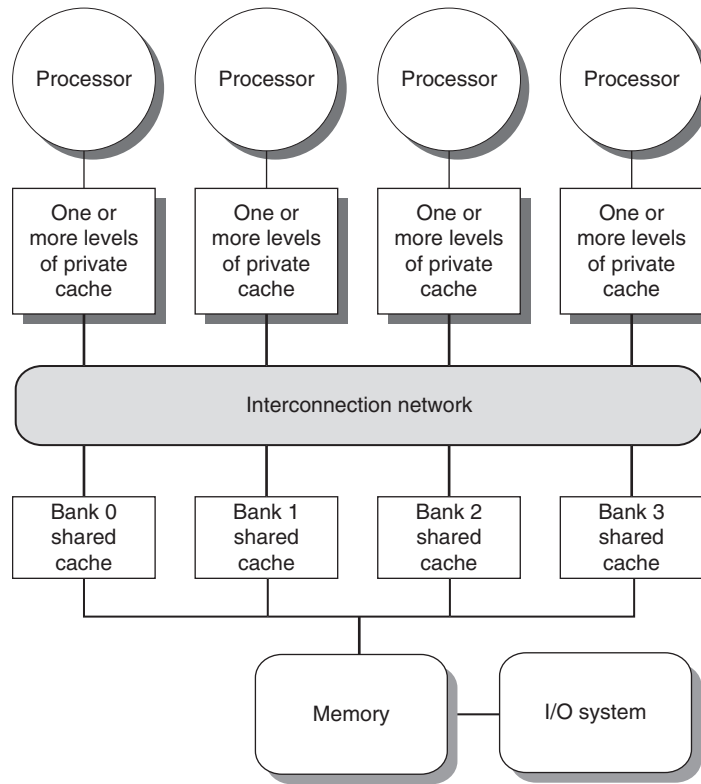 Processor
Processor
Processor
Processor
One or
more levels
of private
cache
One or
more levels
of private
cache
One or
more levels
of private
cache
One or
more levels
of private
cache
Interconnection network
Bank 0
shared
cache
Bank 1
shared
cache
Bank 2
shared
cache
Bank 3
shared
cache
Memory
I/O system